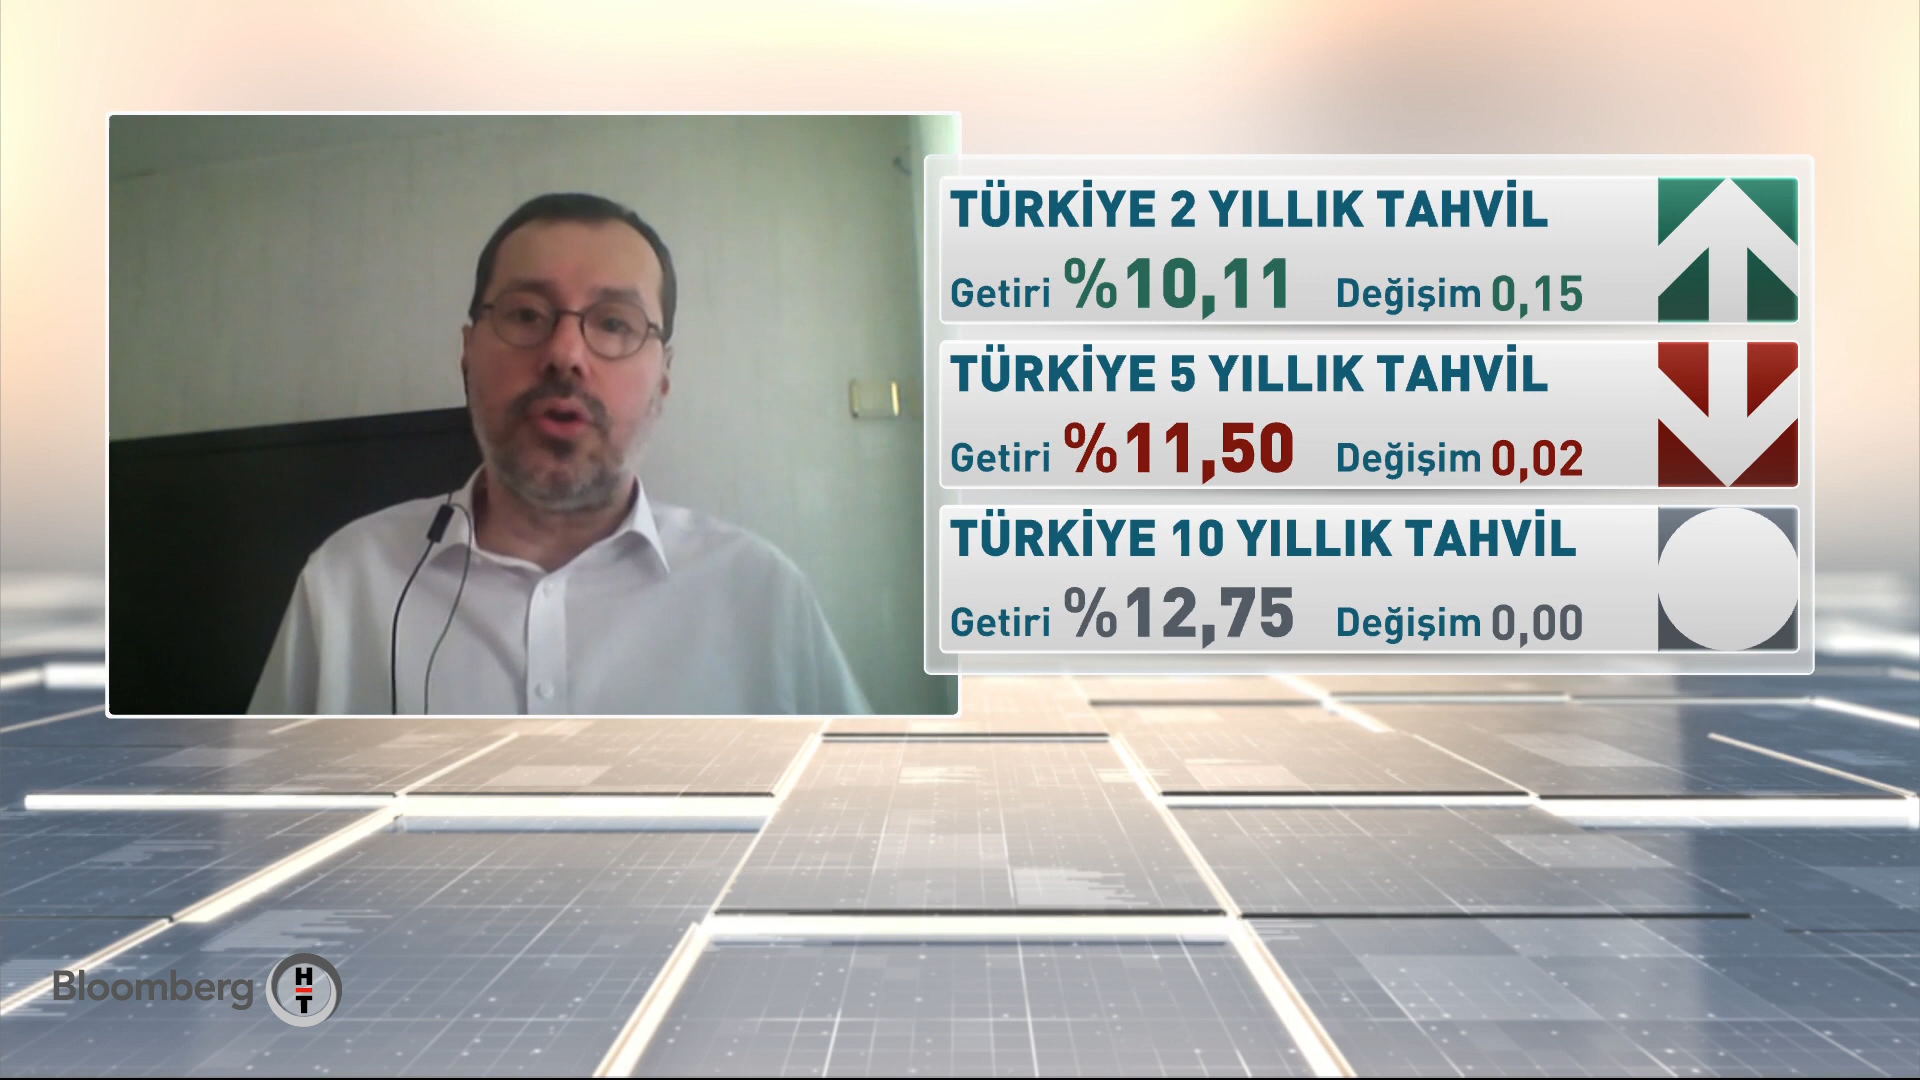 TÜRKİYE 2 YILLIK TAHVİL
Getiri %10,11 Değişim 0,15
TÜRKİYE 5 YILLIK TAHVİL
Getiri %11,50 Değişim 0,02
TÜRKİYE 10 YILLIK TAHVİL
Getiri %12,75 Değişim 0,00
Bloomberg HT